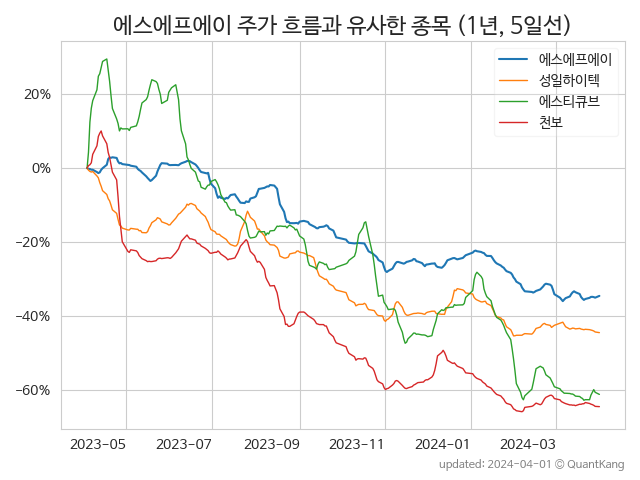 에스에프에이 주가 흐름과 유사한 종목 (1년, 5일선)
에스에프에이
성일하이텍
에스티큐브
천보
20%
0%
−20%
−40%
−60%
2023-05 2023-07 2023-09 2023-11 2024-01 2024-03
updated: 2024-04-01 © QuantKang